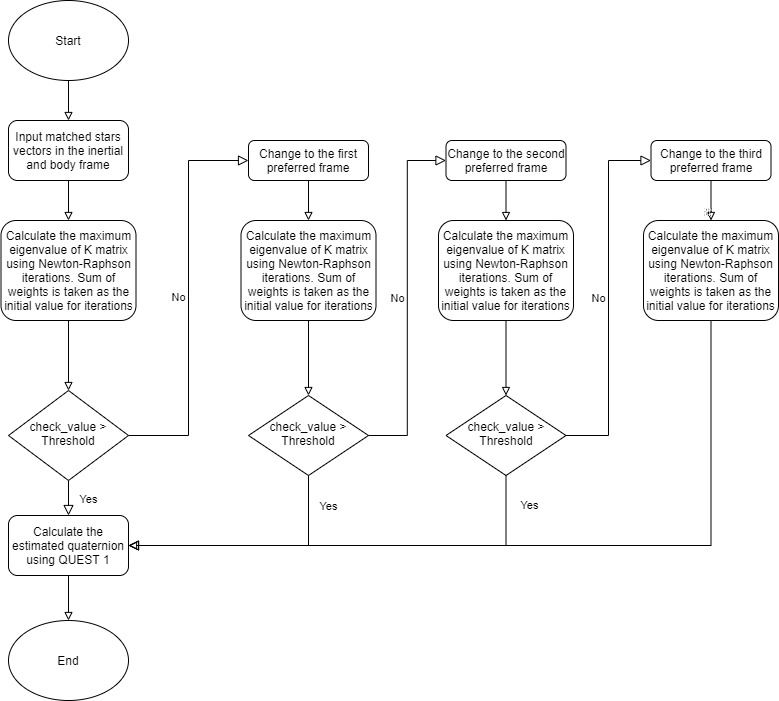 Start
Input matched stars
vectors in the inertial
and body frame
Calculate the maximum
eigenvalue of K matrix
using Newton-Raphson
iterations. Sum of
weights is taken as the
initial value for iterations
check_value >
Threshold
No
Yes
Change to the first
preferred frame
Calculate the maximum
eigenvalue of K matrix
using Newton-Raphson
iterations. Sum of
weights is taken as the
initial value for iterations
check_value >
Threshold
No
Yes
Change to the second
preferred frame
Calculate the maximum
eigenvalue of K matrix
using Newton-Raphson
iterations. Sum of
weights is taken as the
initial value for iterations
check_value >
Threshold
No
Yes
Change to the third
preferred frame
Calculate the maximum
eigenvalue of K matrix
using Newton-Raphson
iterations. Sum of
weights is taken as the
initial value for iterations
Calculate the
estimated quaternion
using QUEST 1
End